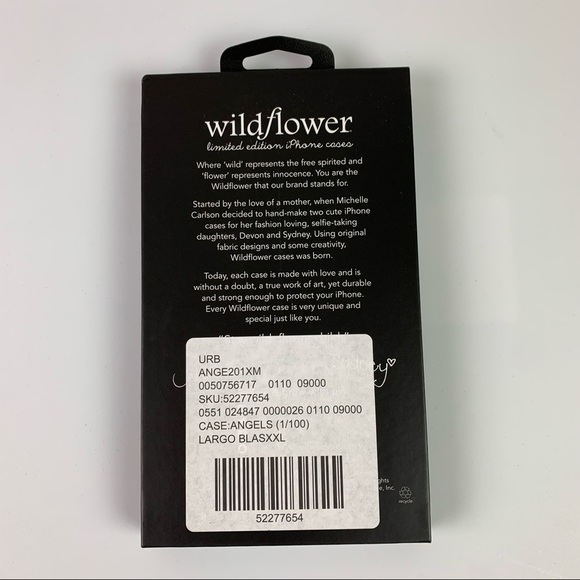 wildflower
limited edition iPhone cases
Where 'wild' represents the free spirited and
'flower' represents innocence. You are the
Wildflower that our brand stands for.
Started by the love of a mother, when Michelle
Carlson decided to hand-make two cute iPhone
cases for her fashion loving, selfie-taking
daughters, Devon and Sydney. Using original
fabric designs and some creativity,
Wildflower cases was born.
Today, each case is made with love and is
without a doubt, a true work of art, yet durable
and strong enough to protect your iPhone.
Every Wildflower case is very unique and
special just like you.
URB
ANGE201XM
0050756717 0110 09000
SKU:52277654
0551 024847 0000026 0110 09000
CASE:ANGELS (1/100)
LARGO BLASXXL
52277654
Inc.
recycle